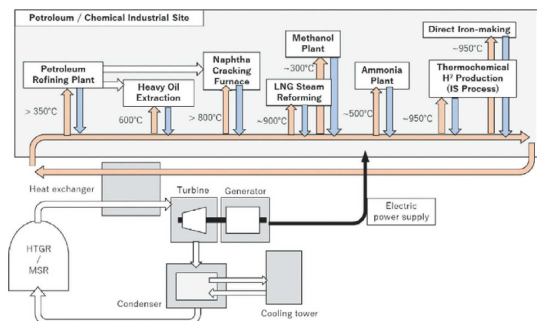 Petroleum / Chemical Industrial Site
Direct Iron-making
~950°C
Methanol
Plant
~300°C
Naphtha
Cracking
Furnace
> 800°C
Petroleum
Refining Plant
> 350°C
Heavy Oil
Extraction
600°C
LNG Steam
Reforming
~900°C
Ammonia
Plant
~500°C
Thermochemical
H⁷ Production
(IS Process)
~950°C
Heat exchanger
Turbine
Generator
Electric
power supply
HTGR
/
MSR
Condenser
Cooling tower